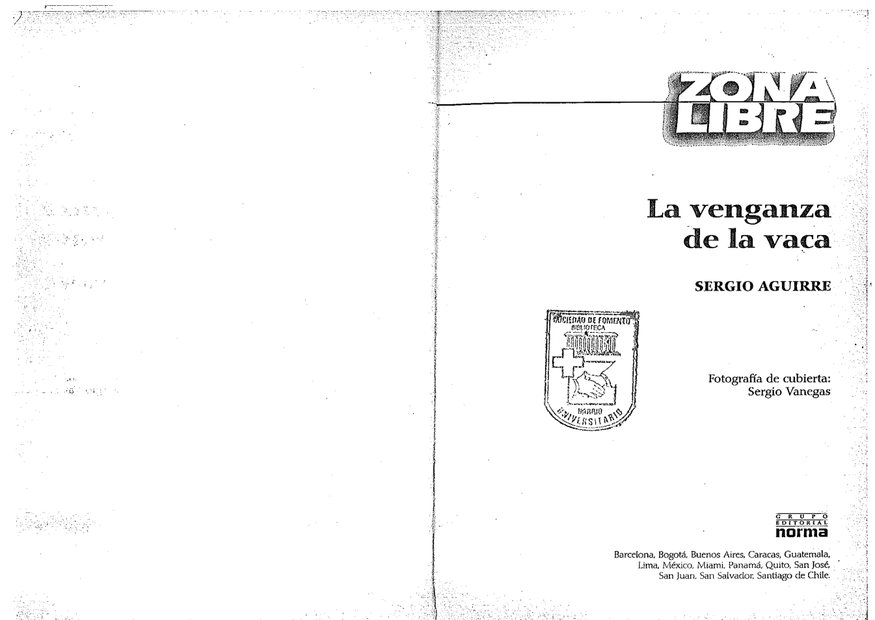 ZONA
LIBRE
La venganza
de la vaca
SERGIO AGUIRRE
SOCIEDAD DE FOMENTO
BIBLIOTECA
BARRIO
UNIVERSITARIO
Fotografía de cubierta:
Sergio Vanegas
GRUPO
EDITORIAL
norma
Barcelona, Bogotá, Buenos Aires, Caracas, Guatemala,
Lima, México, Miami, Panamá, Quito, San José,
San Juan, San Salvador, Santiago de Chile.